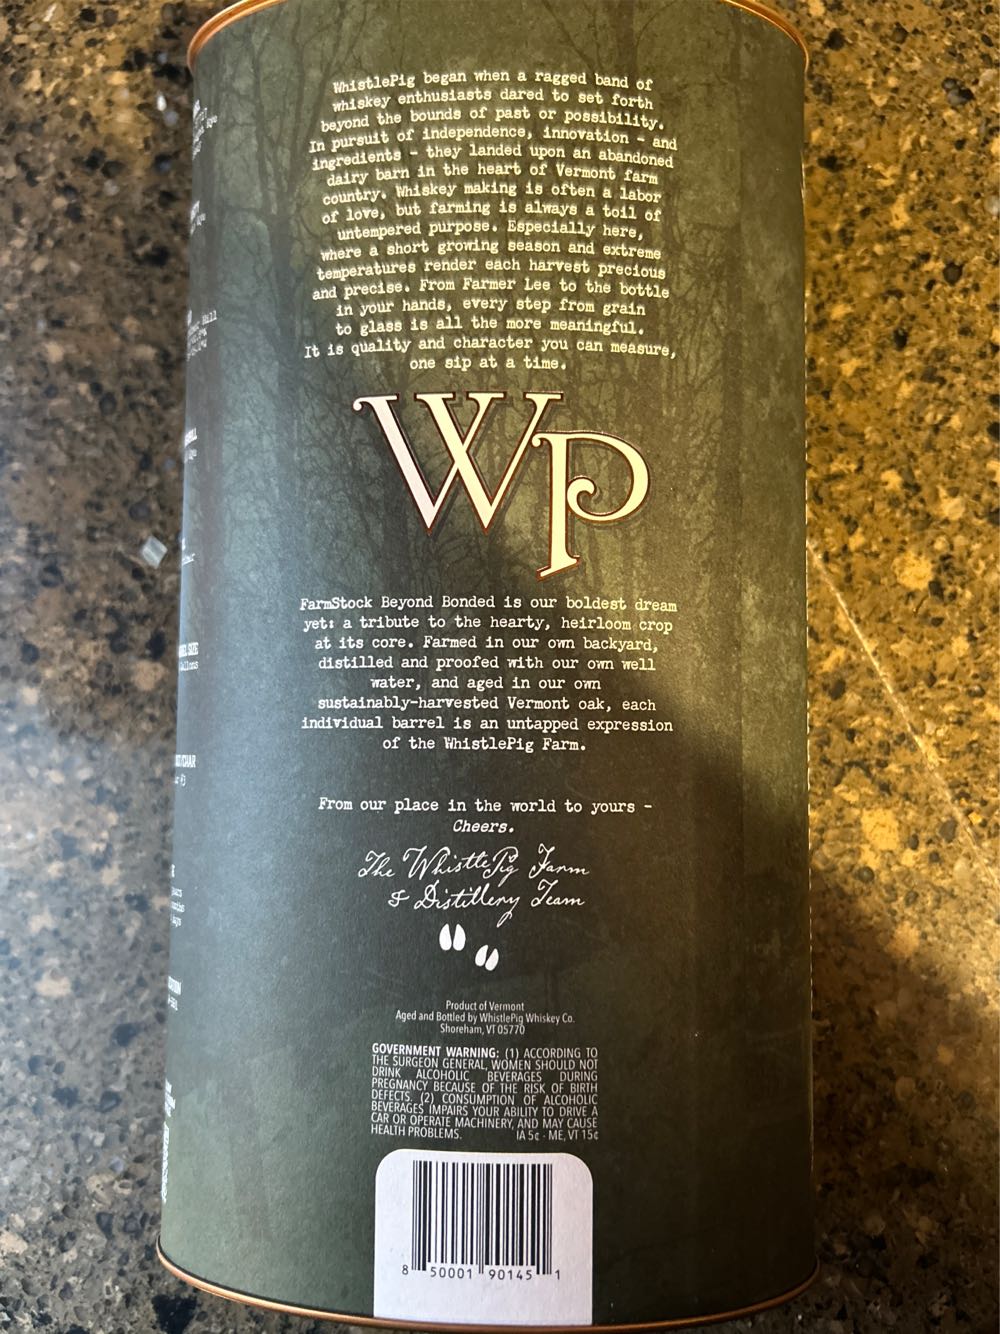 WhistlePig began when a ragged band of
whiskey enthusiasts dared to set forth
beyond the bounds of past or possibility.
In pursuit of independence, innovation - and
ingredients - they landed upon an abandoned
dairy barn in the heart of Vermont farm
country. Whiskey making is often a labor
of love, but farming is always a toil of
untempered purpose. Especially here,
where a short growing season and extreme
temperatures render each harvest precious
and precise. From Farmer Lee to the bottle
in your hands, every step from grain
to glass is all the more meaningful.
It is quality and character you can measure,
one sip at a time.
WP
FarmStock Beyond Bonded is our boldest dream
yet: a tribute to the hearty, heirloom crop
at its core. Farmed in our own backyard,
distilled and proofed with our own well
water, and aged in our own
sustainably-harvested Vermont oak, each
individual barrel is an untapped expression
of the WhistlePig Farm.
From our place in the world to yours -
Cheers.
The WhistlePig Farm
& Distillery Team
Product of Vermont
Aged and Bottled by WhistlePig Whiskey Co.
Shoreham, VT 05770
GOVERNMENT WARNING: (1) ACCORDING TO
THE SURGEON GENERAL, WOMEN SHOULD NOT
DRINK ALCOHOLIC BEVERAGES DURING
PREGNANCY BECAUSE OF THE RISK OF BIRTH
DEFECTS. (2) CONSUMPTION OF ALCOHOLIC
BEVERAGES IMPAIRS YOUR ABILITY TO DRIVE A
CAR OR OPERATE MACHINERY, AND MAY CAUSE
HEALTH PROBLEMS. IA 5¢ · ME, VT 15¢
8 50001 90145 1